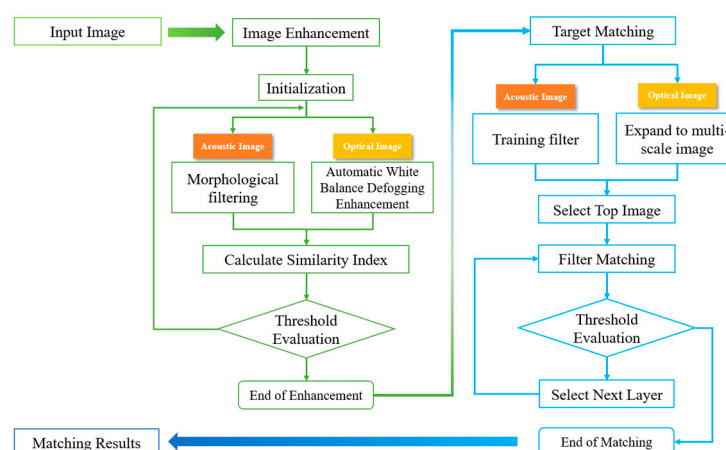 Input Image
Image Enhancement
Initialization
Acoustic Image
Optical Image
Morphological
filtering
Automatic White
Balance Defogging
Enhancement
Calculate Similarity Index
Threshold
Evaluation
End of Enhancement
Target Matching
Acoustic Image
Optical Image
Training filter
Expand to multi-
scale image
Select Top Image
Filter Matching
Threshold
Evaluation
Select Next Layer
End of Matching
Matching Results